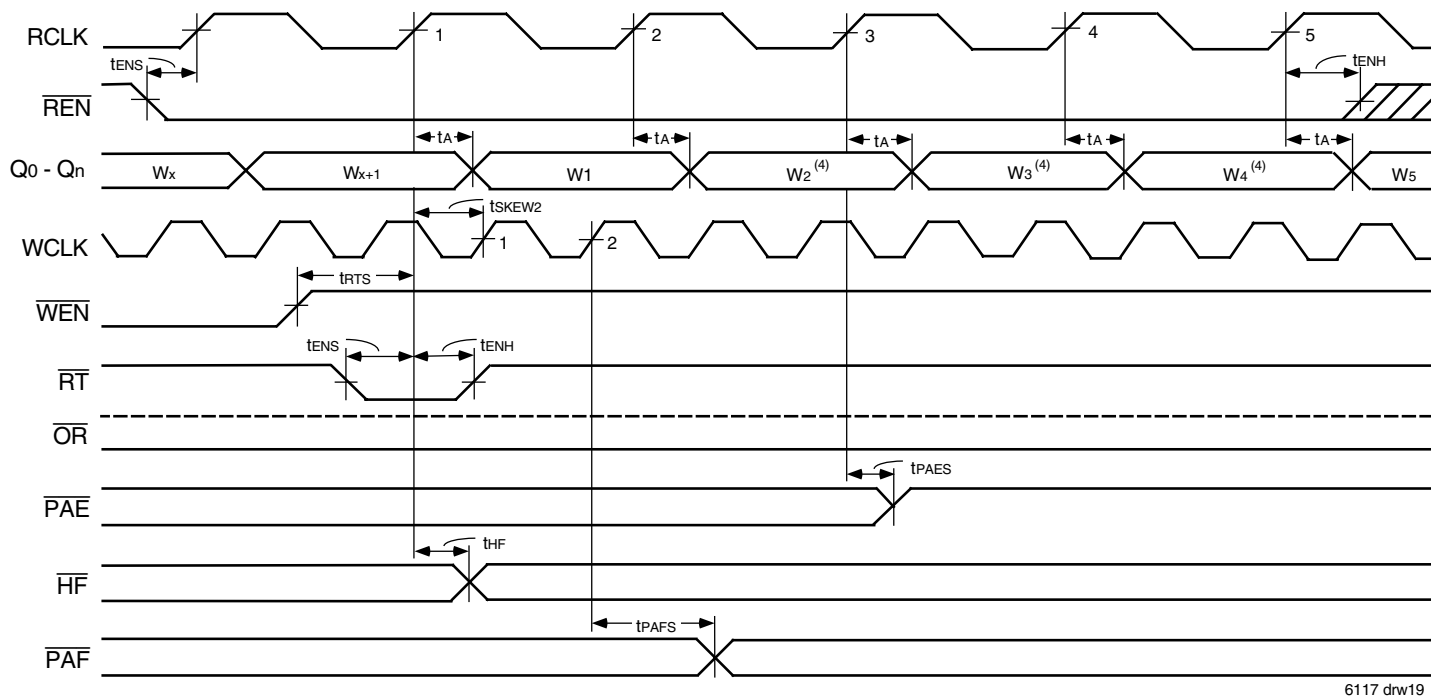 RCLK 1 2 3 4 5
tENS tENH
REN
tA tA tA tA tA
Q0 - Qn Wx Wx+1 W1 W2(4) W3(4) W4(4) W5
tSKEW2
WCLK 1 2
tRTS
WEN
tENS tENH
RT
OR
tPAES
PAE
tHF
HF
tPAFS
PAF
6117 drw19